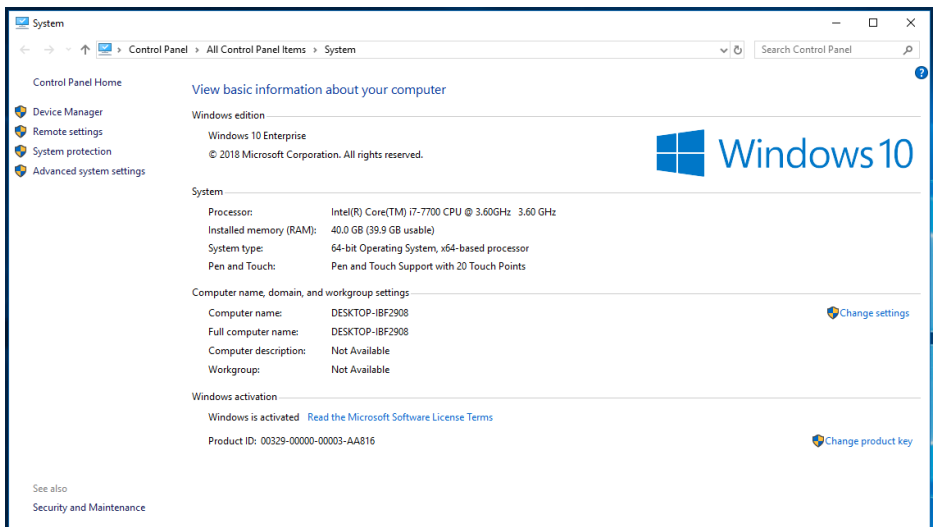 System
Control Panel > All Control Panel Items > System
Search Control Panel
?
Control Panel Home
Device Manager
Remote settings
System protection
Advanced system settings
View basic information about your computer
Windows edition
Windows 10 Enterprise
© 2018 Microsoft Corporation. All rights reserved.
Windows 10
System
Processor: Intel(R) Core(TM) i7-7700 CPU @ 3.60GHz 3.60 GHz
Installed memory (RAM): 40.0 GB (39.9 GB usable)
System type: 64-bit Operating System, x64-based processor
Pen and Touch: Pen and Touch Support with 20 Touch Points
Computer name, domain, and workgroup settings
Computer name: DESKTOP-IBF2908 Change settings
Full computer name: DESKTOP-IBF2908
Computer description: Not Available
Workgroup: Not Available
Windows activation
Windows is activated Read the Microsoft Software License Terms
Product ID: 00329-00000-00003-AA816 Change product key
See also
Security and Maintenance